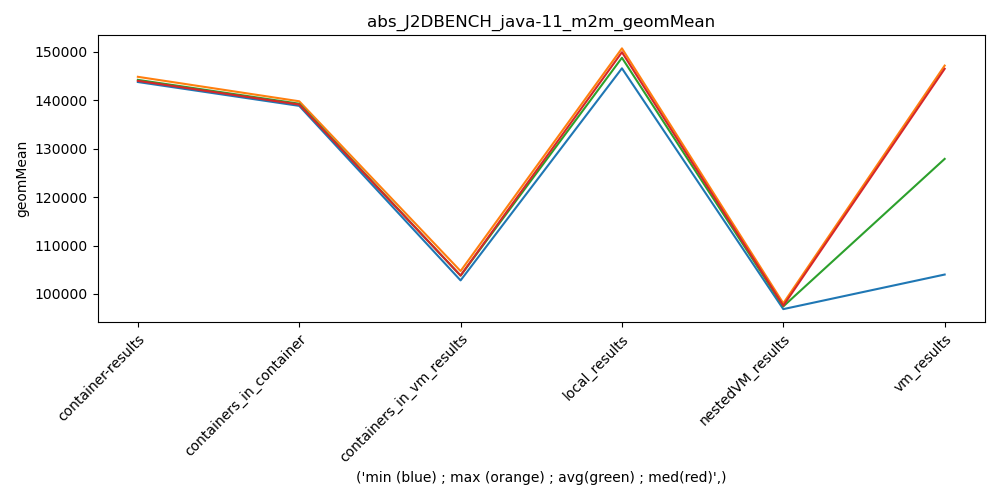 abs_J2DBENCH_java-11_m2m_geomMean
150000
140000
130000
120000
110000
100000
geomMean
container-results
containers_in_container
containers_in_vm_results
local_results
nestedVM_results
vm_results
('min (blue) ; max (orange) ; avg(green) ; med(red)',)